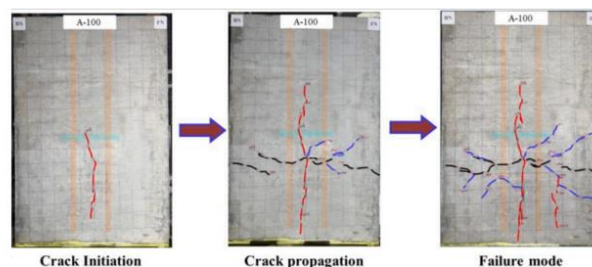 A-100
A-100
A-100
Crack Initiation
Crack propagation
Failure mode